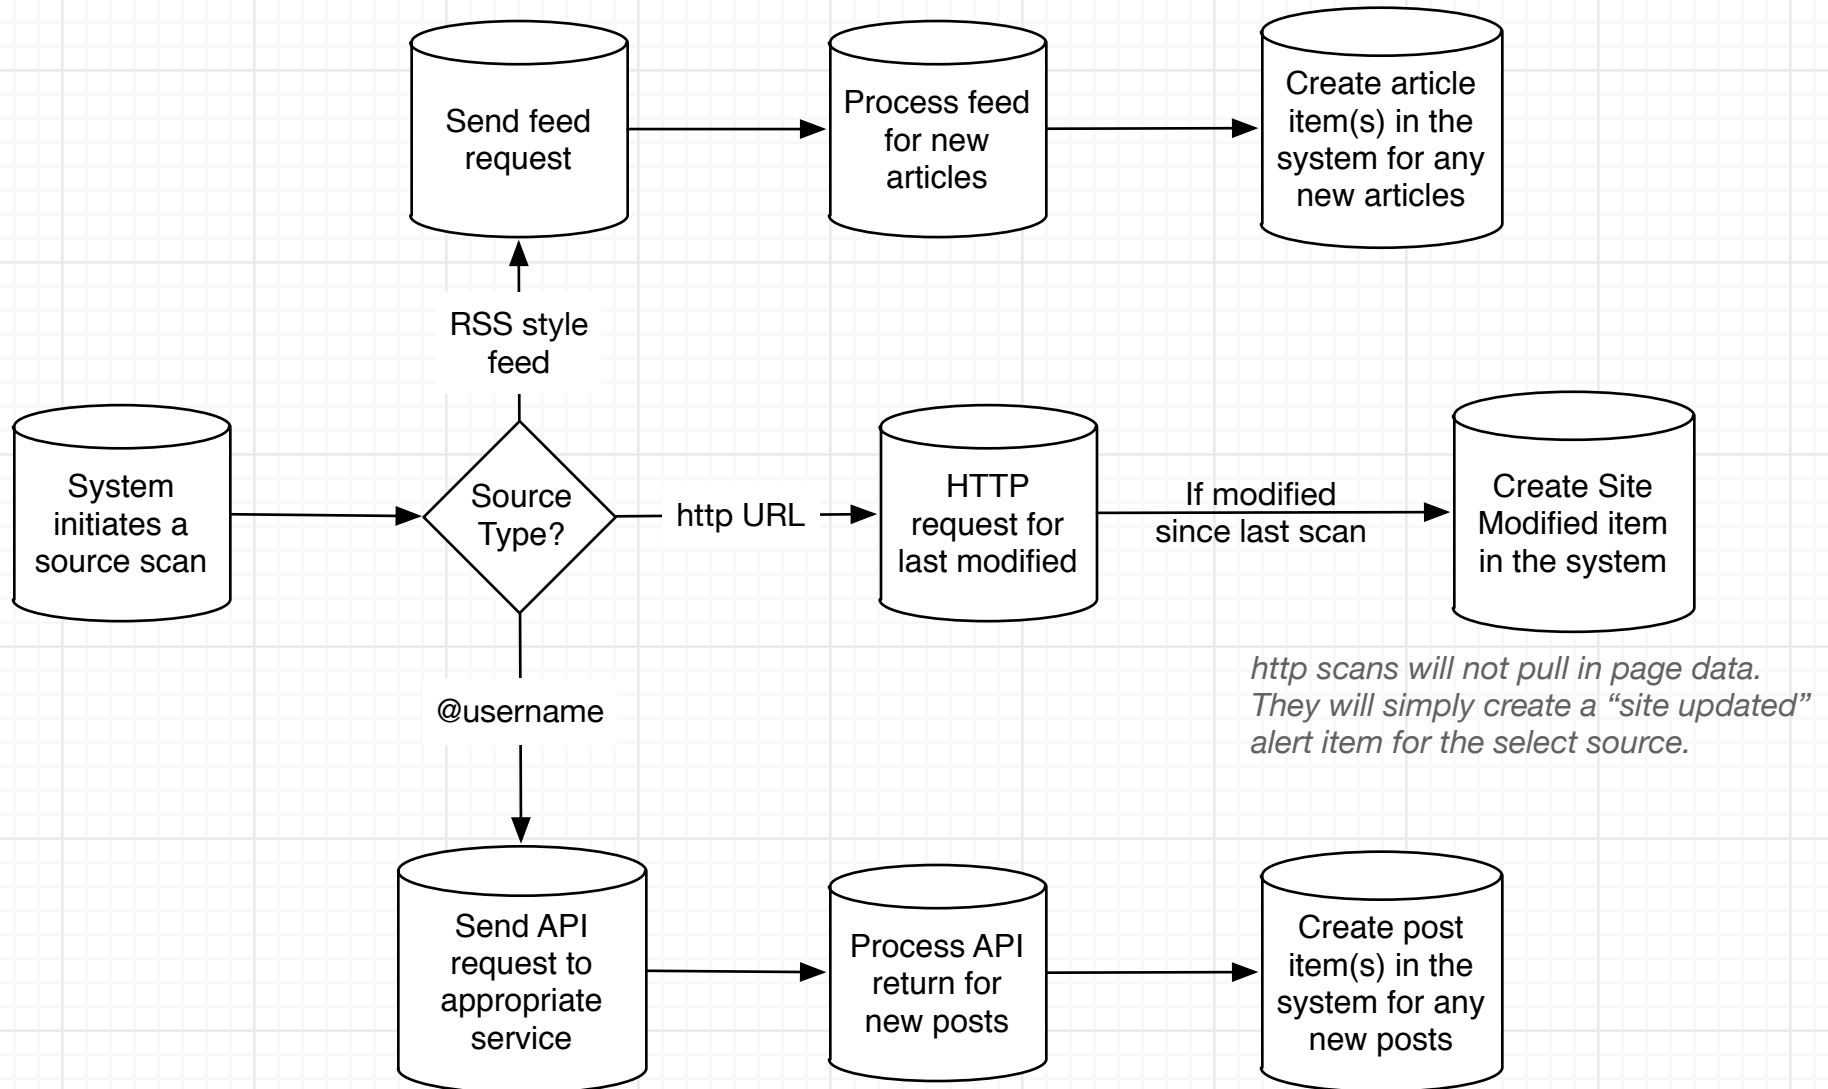 Send feed
request
Process feed
for new
articles
Create article
item(s) in the
system for any
new articles
RSS style
feed
System
initiates a
source scan
Source
Type?
http URL
HTTP
request for
last modified
If modified
since last scan
Create Site
Modified item
in the system
http scans will not pull in page data.
They will simply create a “site updated”
alert item for the select source.
@username
Send API
request to
appropriate
service
Process API
return for
new posts
Create post
item(s) in the
system for any
new posts